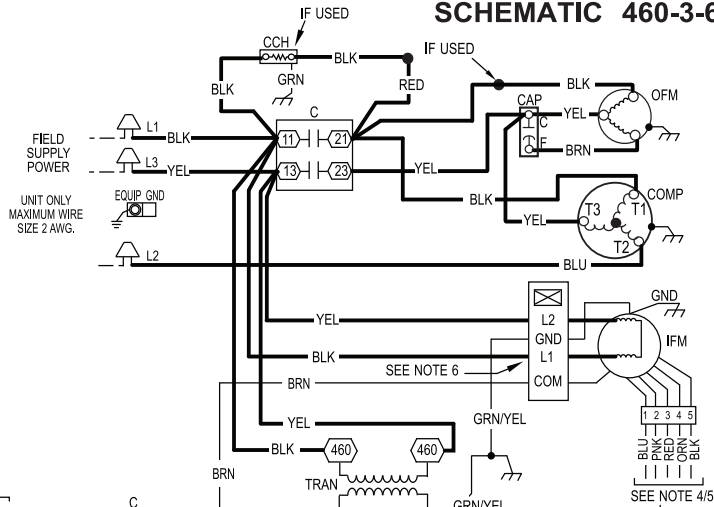 SCHEMATIC 460-3-6
IF USED
CCH
BLK
GRN
BLK
RED
IF USED
BLK
OFM
CAP
C
F
YEL
BRN
C
11
21
13
23
FIELD
SUPPLY
POWER
L1
BLK
L3
YEL
YEL
UNIT ONLY
MAXIMUM WIRE
SIZE 2 AWG.
EQUIP GND
BLK
COMP
YEL
T3
T1
T2
L2
BLU
YEL
L2
GND
L1
COM
GND
IFM
BLK
SEE NOTE 6
BRN
YEL
GRN/YEL
1 2 3 4 5
BLU
PNK
RED
ORN
BLK
BLK
460
460
BRN
TRAN
SEE NOTE 4/5
C
GRN/YEL